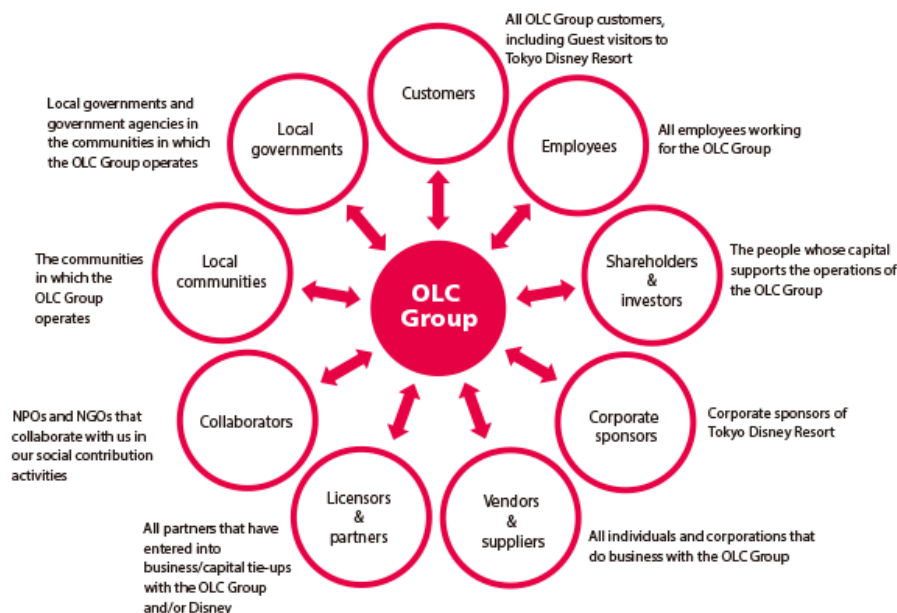 Customers
All OLC Group customers,
including Guest visitors to
Tokyo Disney Resort
Employees
All employees working
for the OLC Group
Shareholders
&
investors
The people whose capital
supports the operations of
the OLC Group
Corporate
sponsors
Corporate sponsors of
Tokyo Disney Resort
Vendors
&
suppliers
All individuals and corporations that
do business with the OLC Group
Licensors
&
partners
All partners that have
entered into
business/capital tie-ups
with the OLC Group
and/or Disney
Collaborators
NPOs and NGOs that
collaborate with us in
our social contribution
activities
Local
communities
The communities
in which the
OLC Group
operates
Local
governments
Local governments and
government agencies in
the communities in which
the OLC Group operates
OLC
Group